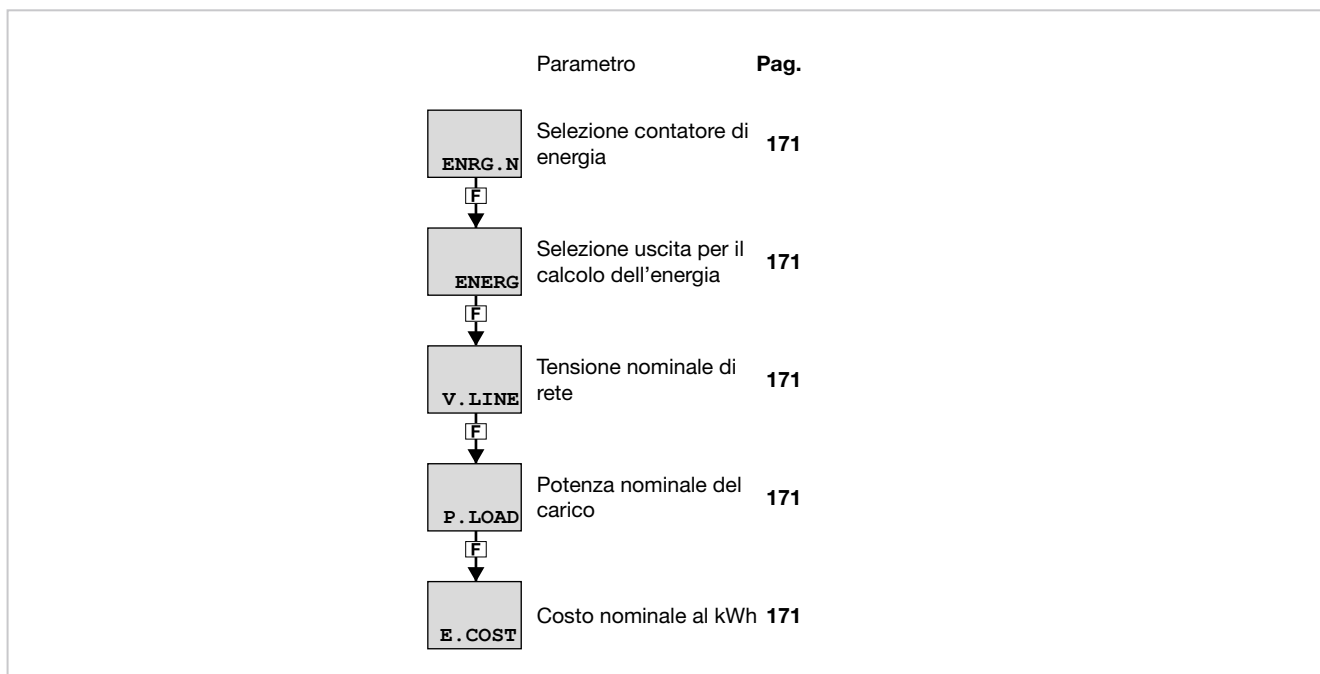 Parametro Pag.
ENRG.N
Selezione contatore di
energia
171
F
ENERG
Selezione uscita per il
calcolo dell'energia
171
F
V.LINE
Tensione nominale di
rete
171
F
P.LOAD
Potenza nominale del
carico
171
F
E.COST
Costo nominale al kWh 171